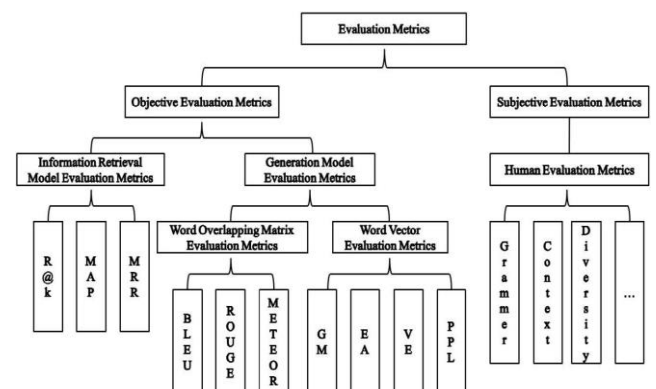 Evaluation Metrics
Objective Evaluation Metrics
Subjective Evaluation Metrics
Information Retrieval
Model Evaluation Metrics
Generation Model
Evaluation Metrics
Human Evaluation Metrics
Word Overlapping Matrix
Evaluation Metrics
Word Vector
Evaluation Metrics
R@k
MAP
MRR
BLEU
ROUGE
METEOR
GM
EA
VE
PPL
Grammer
Context
Diversity
...